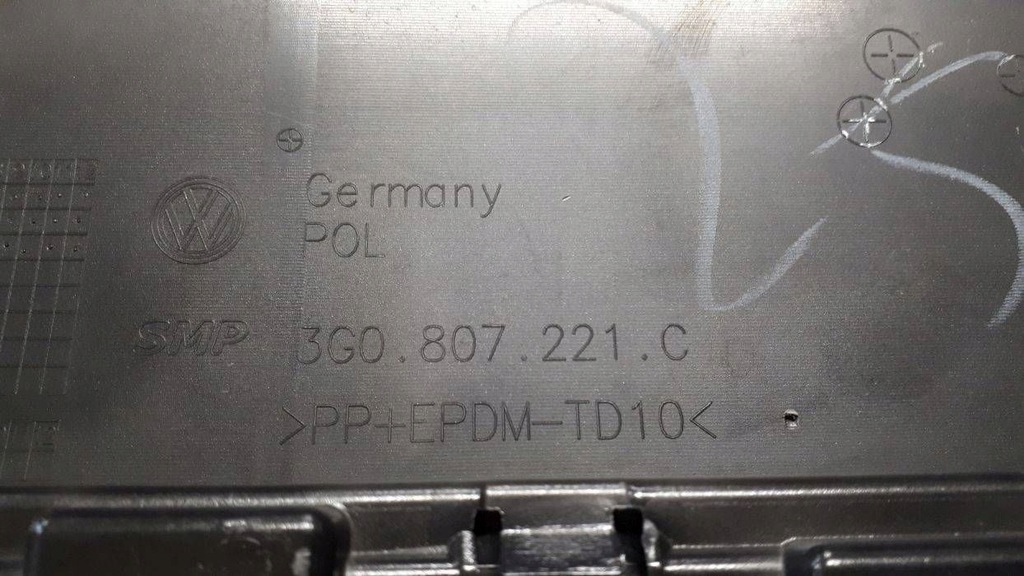 Germany
POL
SMP 3G0.807.221.C
>PP+EPDM-TD10<